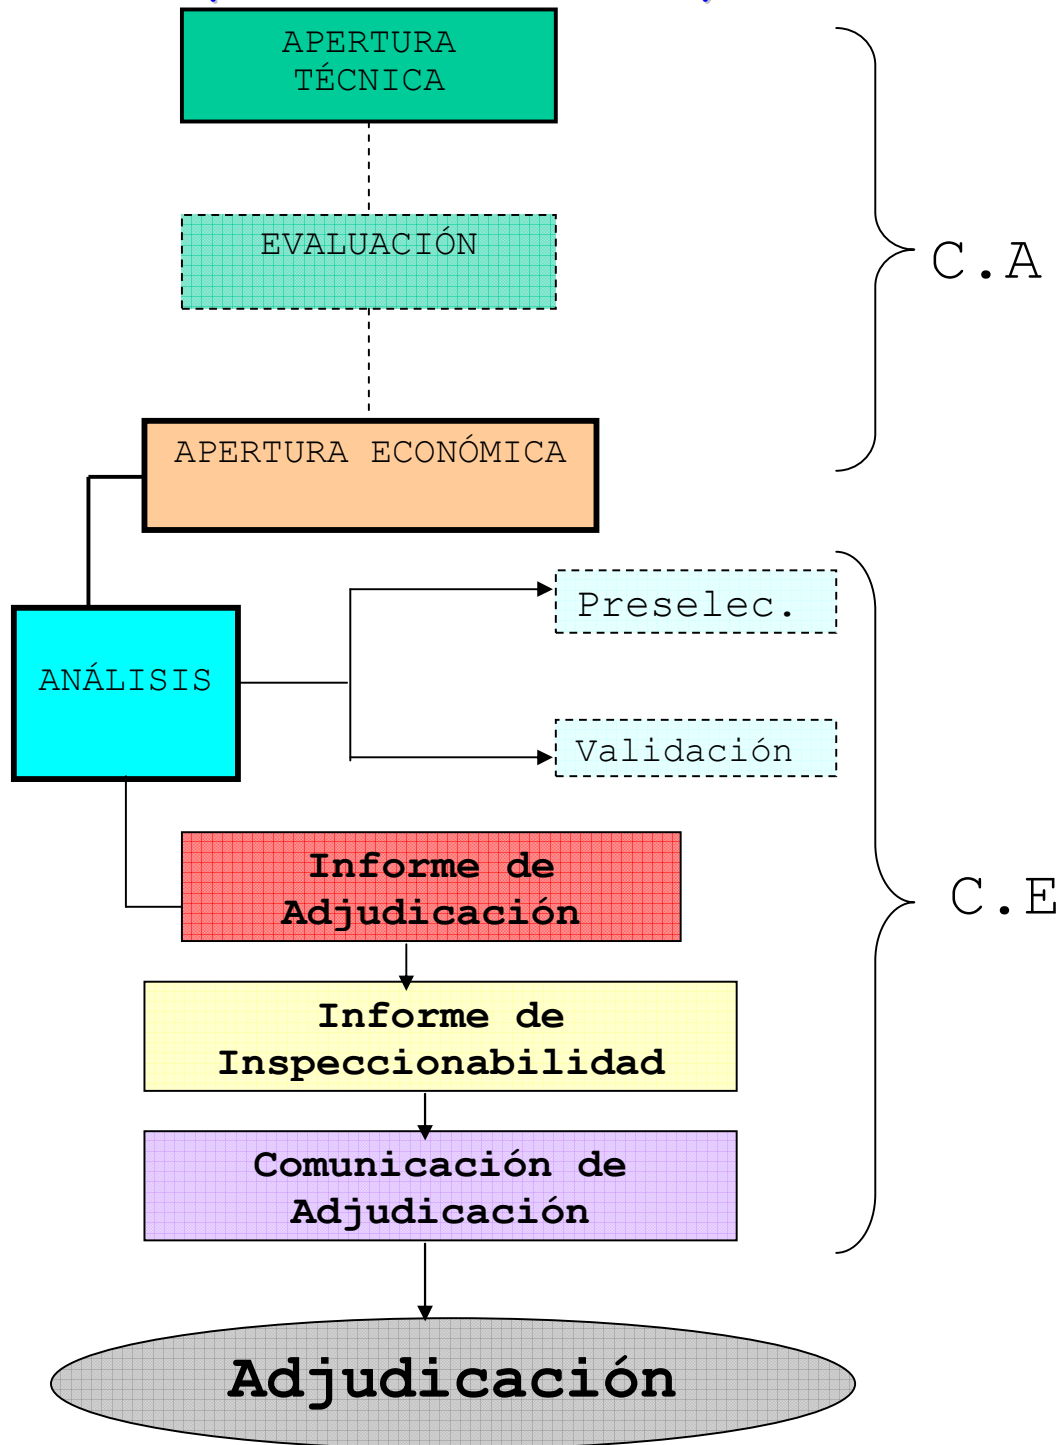 APERTURA
TÉCNICA
EVALUACIÓN
C.A
APERTURA ECONÓMICA
Preselec.
ANÁLISIS
Validación
Informe de
Adjudicación
C.E
Informe de
Inspeccionabilidad
Comunicación de
Adjudicación
Adjudicación